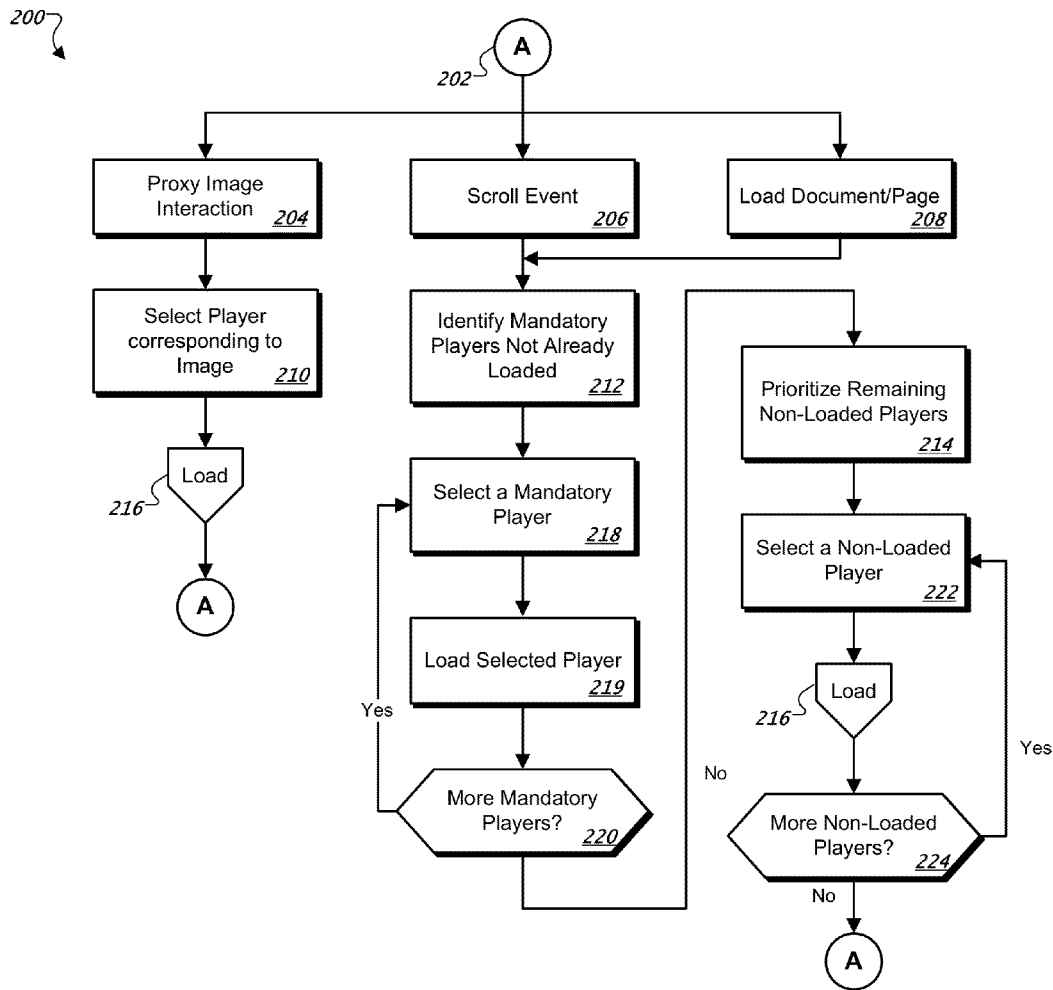 200
A
202
Proxy Image
Interaction
204
Scroll Event
206
Load Document/Page
208
Select Player
corresponding to
Image
210
Identify Mandatory
Players Not Already
Loaded
212
Prioritize Remaining
Non-Loaded Players
214
Load
216
Select a Mandatory
Player
218
Select a Non-Loaded
Player
222
A
Load Selected Player
219
Load
216
Yes
Yes
No
More Mandatory
Players?
220
More Non-Loaded
Players?
224
No
A